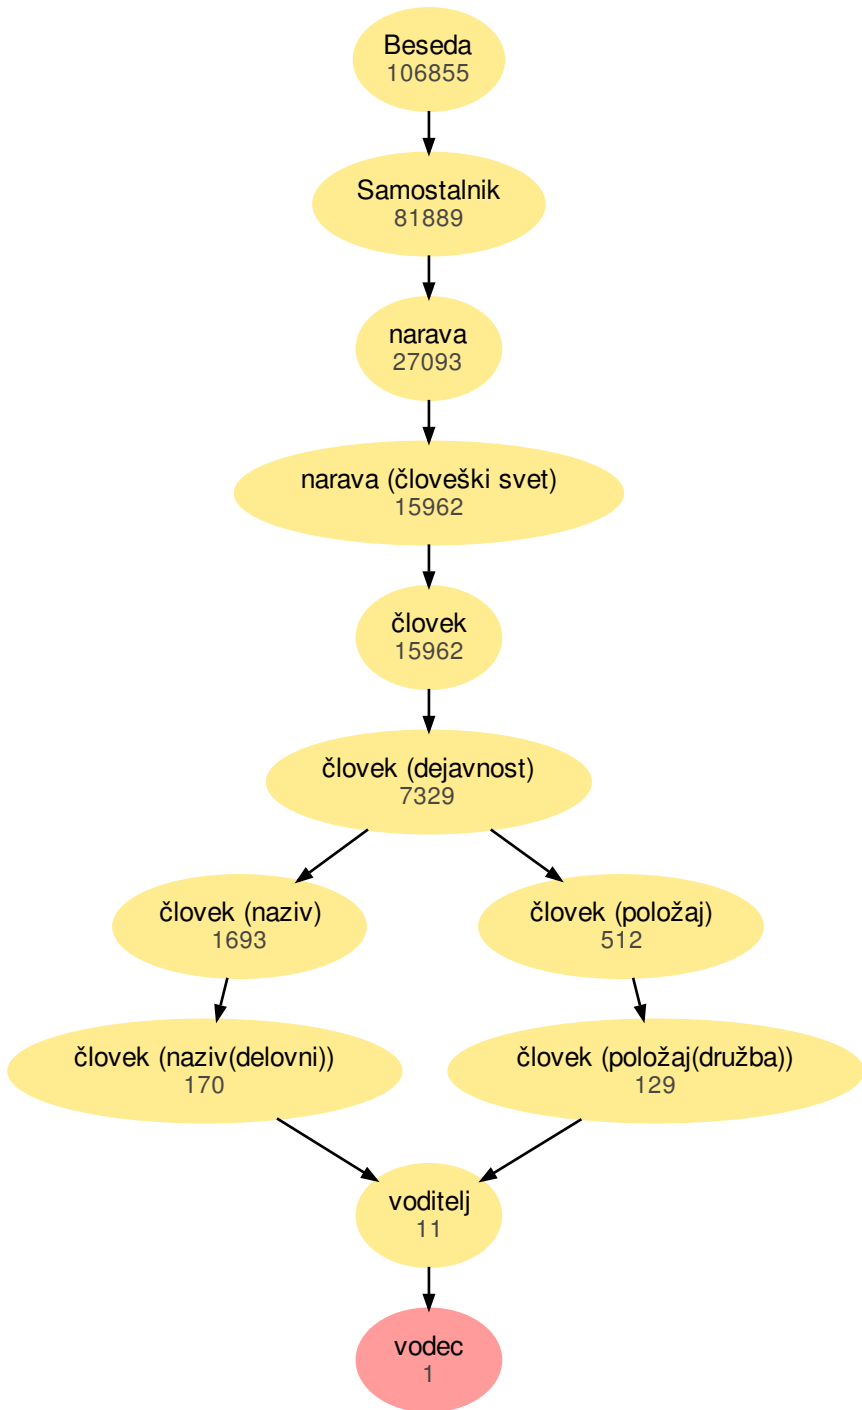 Beseda
106855
Samostalnik
81889
narava
27093
narava (človeški svet)
15962
človek
15962
človek (dejavnost)
7329
človek (naziv)
1693
človek (položaj)
512
človek (naziv(delovni))
170
človek (položaj(družba))
129
voditelj
11
vodec
1